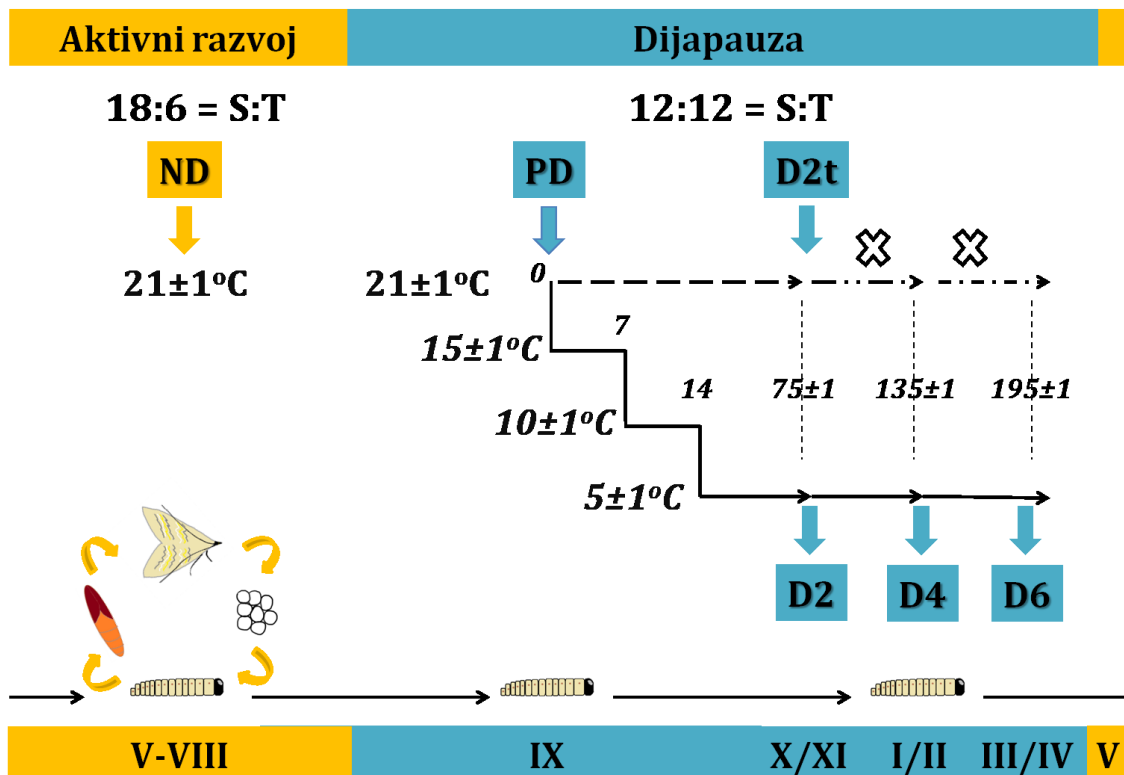 Aktivni razvoj Dijapauza
18:6 = S:T 12:12 = S:T
ND PD D2t
21±1°C 21±1°C 0
7
15±1°C
14 75±1 135±1 195±1
10±1°C
5±1°C
D2 D4 D6
V-VIII IX X/XI I/II III/IV V